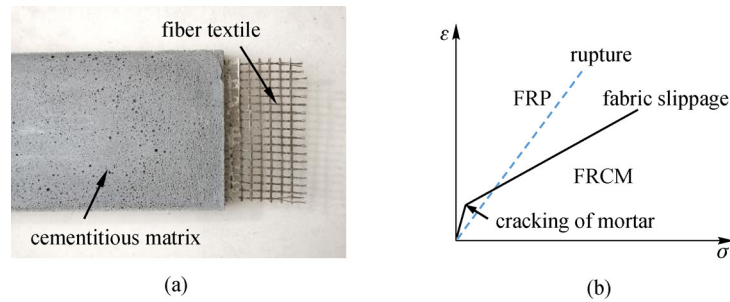 fiber textile
cementitious matrix
(a)
ε
rupture
FRP
fabric slippage
FRCM
cracking of mortar
σ
(b)